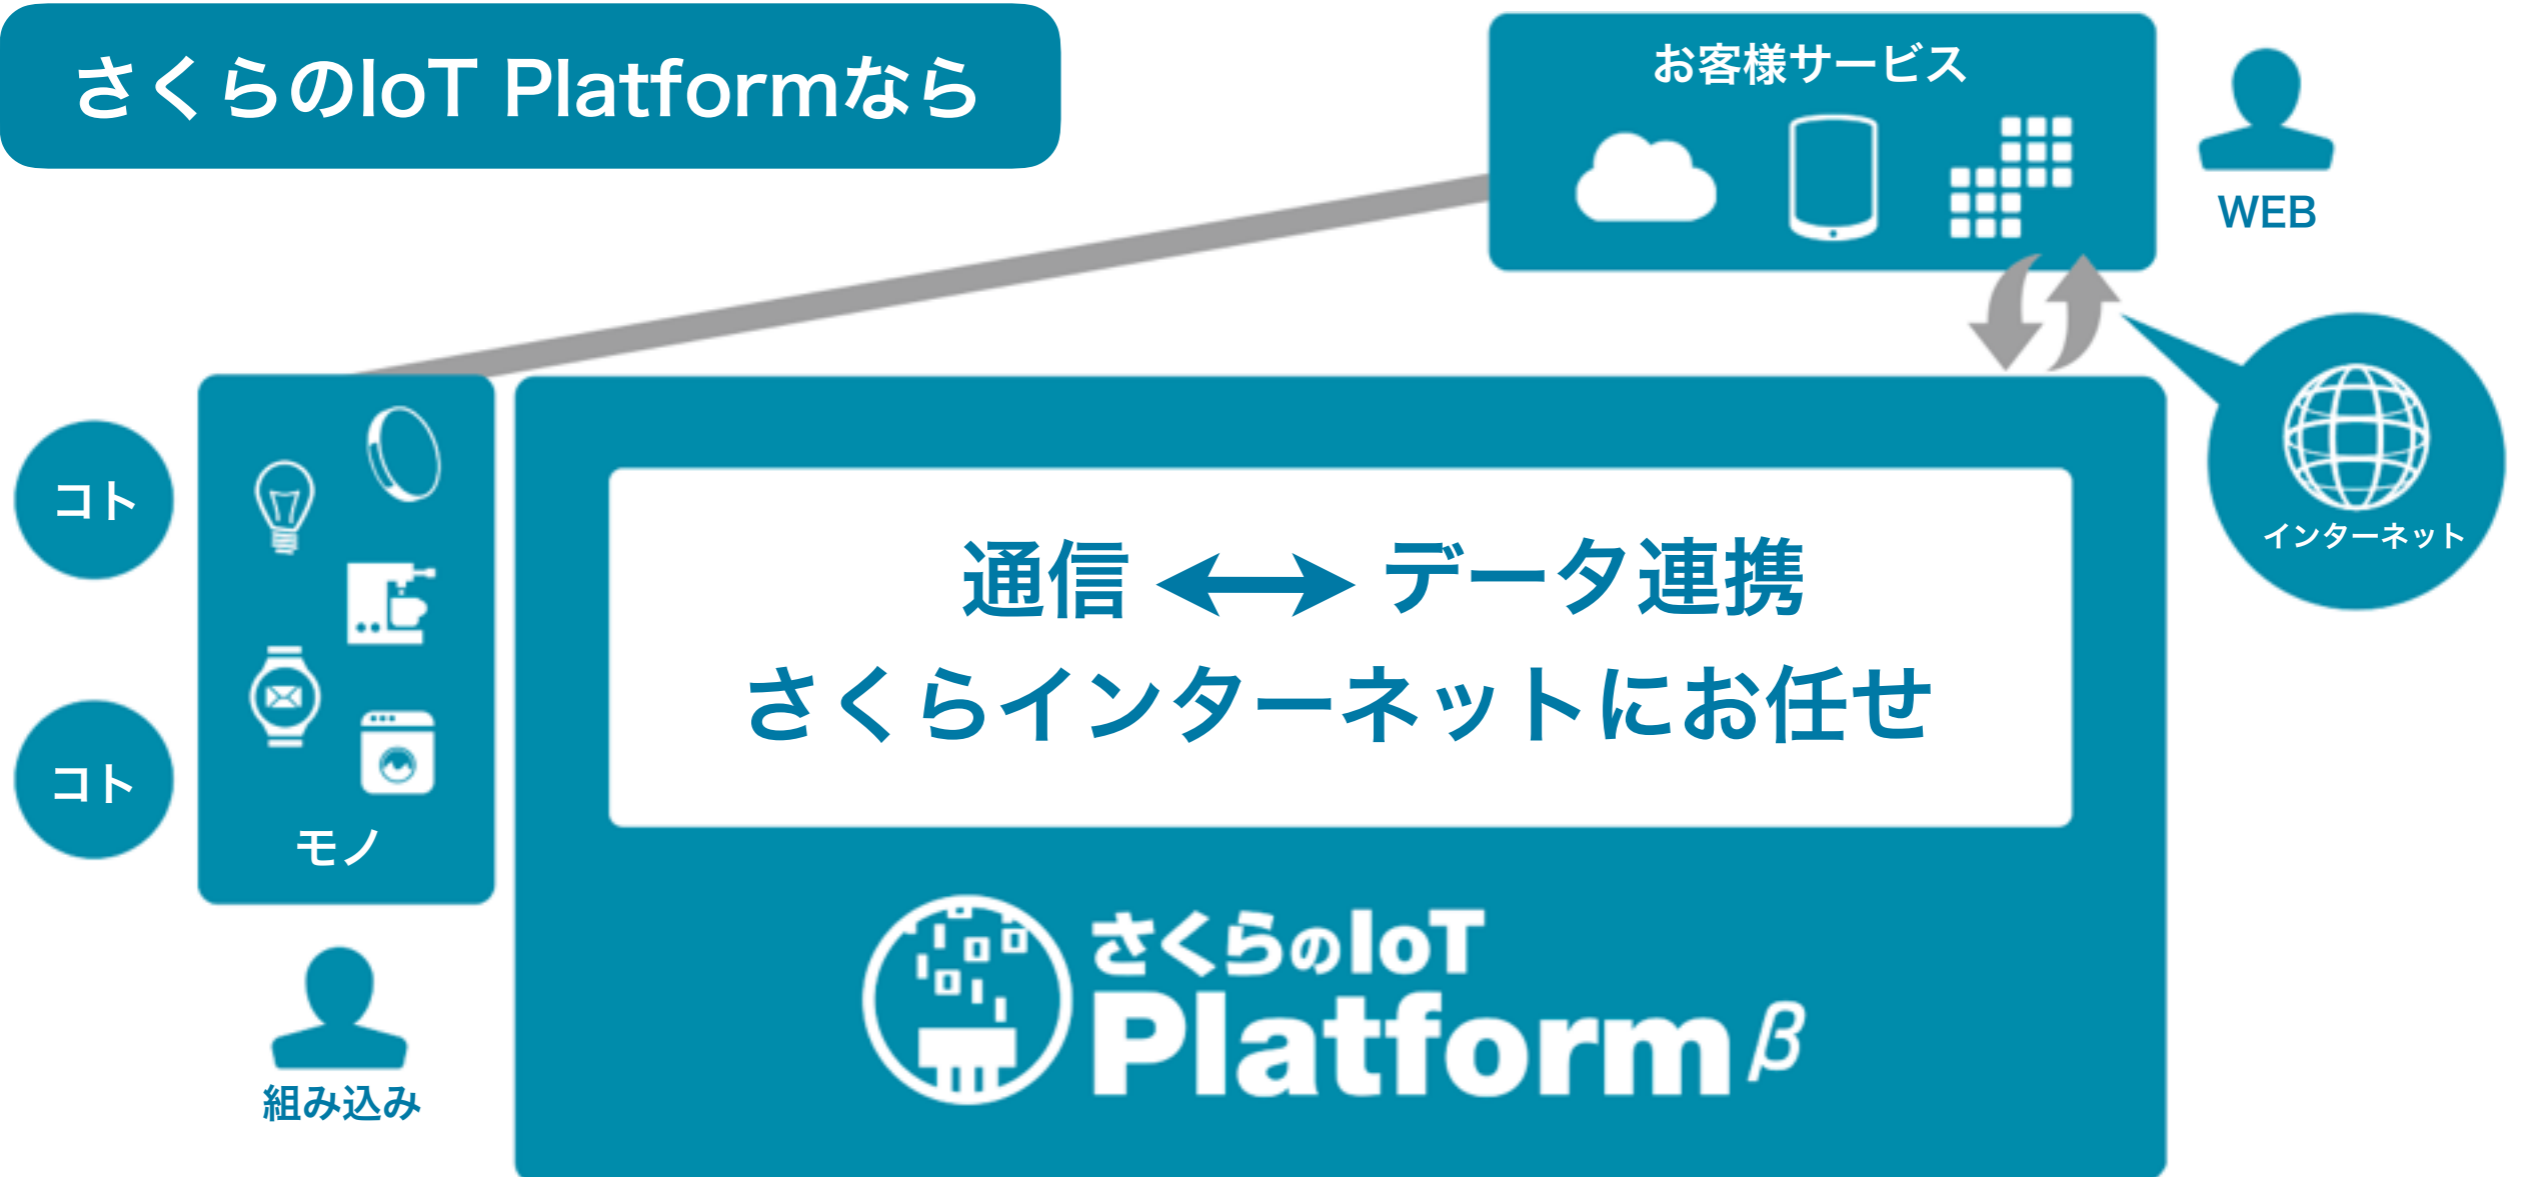 さくらのIoT Platformなら
お客様サービス
WEB
インターネット
コト
コト
モノ
組み込み
通信 ↔ データ連携
さくらインターネットにお任せ
さくらのIoT
Platform β